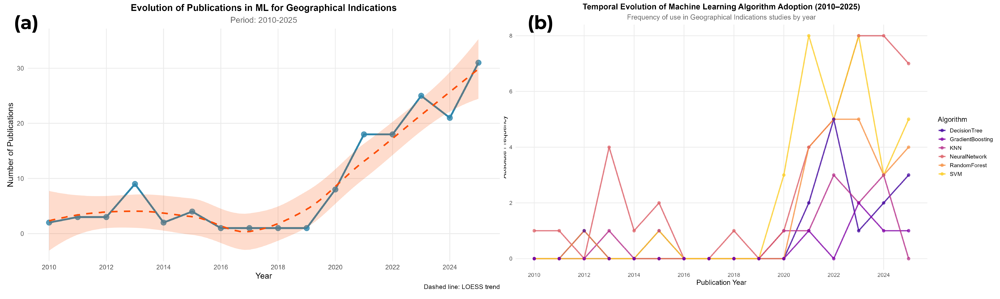 (a)
Evolution of Publications in ML for Geographical Indications
Period: 2010-2025
Number of Publications
30
20
10
0
2010 2012 2014 2016 2018 2020 2022 2024
Year
Dashed line: LOESS trend
(b)
Temporal Evolution of Machine Learning Algorithm Adoption (2010–2025)
Frequency of use in Geographical Indications studies by year
Absolute Frequency
8
6
4
2
0
2010 2012 2014 2016 2018 2020 2022 2024
Publication Year
Algorithm
DecisionTree
GradientBoosting
KNN
NeuralNetwork
RandomForest
SVM